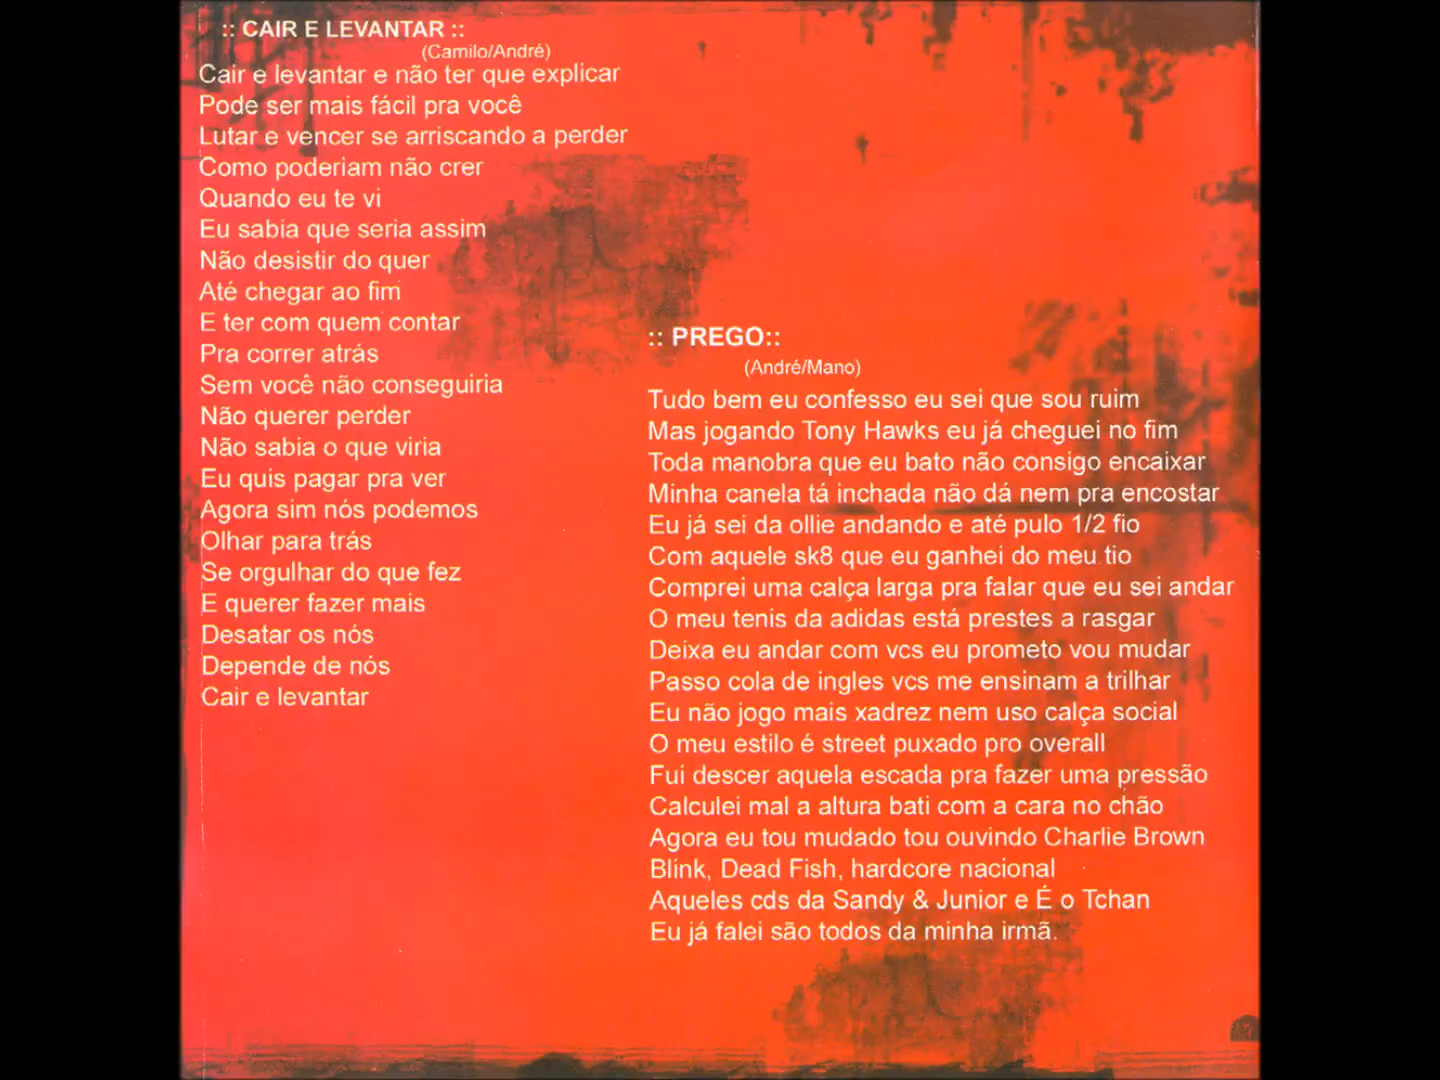 :: CAIR E LEVANTAR ::
(Camilo/André)
Cair e levantar e não ter que explicar
Pode ser mais fácil pra você
Lutar e vencer se arriscando a perder
Como poderiam não crer
Quando eu te vi
Eu sabia que seria assim
Não desistir do quer
Até chegar ao fim
E ter com quem contar
Pra correr atrás
Sem você não conseguiria
Não querer perder
Não sabia o que viria
Eu quis pagar pra ver
Agora sim nós podemos
Olhar para trás
Se orgulhar do que fez
E querer fazer mais
Desatar os nós
Depende de nós
Cair e levantar
:: PREGO::
(André/Mano)
Tudo bem eu confesso eu sei que sou ruim
Mas jogando Tony Hawks eu já cheguei no fim
Toda manobra que eu bato não consigo encaixar
Minha canela tá inchada não dá nem pra encostar
Eu já sei da ollie andando e até pulo 1/2 fio
Com aquele sk8 que eu ganhei do meu tio
Comprei uma calça larga pra falar que eu sei andar
O meu tenis da adidas está prestes a rasgar
Deixa eu andar com vcs eu prometo vou mudar
Passo cola de ingles vcs me ensinam a trilhar
Eu não jogo mais xadrez nem uso calça social
O meu estilo é street puxado pro overall
Fui descer aquela escada pra fazer uma pressão
Calculei mal a altura bati com a cara no chão
Agora eu tou mudado tou ouvindo Charlie Brown
Blink, Dead Fish, hardcore nacional
Aqueles cds da Sandy & Junior e É o Tchan
Eu já falei são todos da minha irmã.